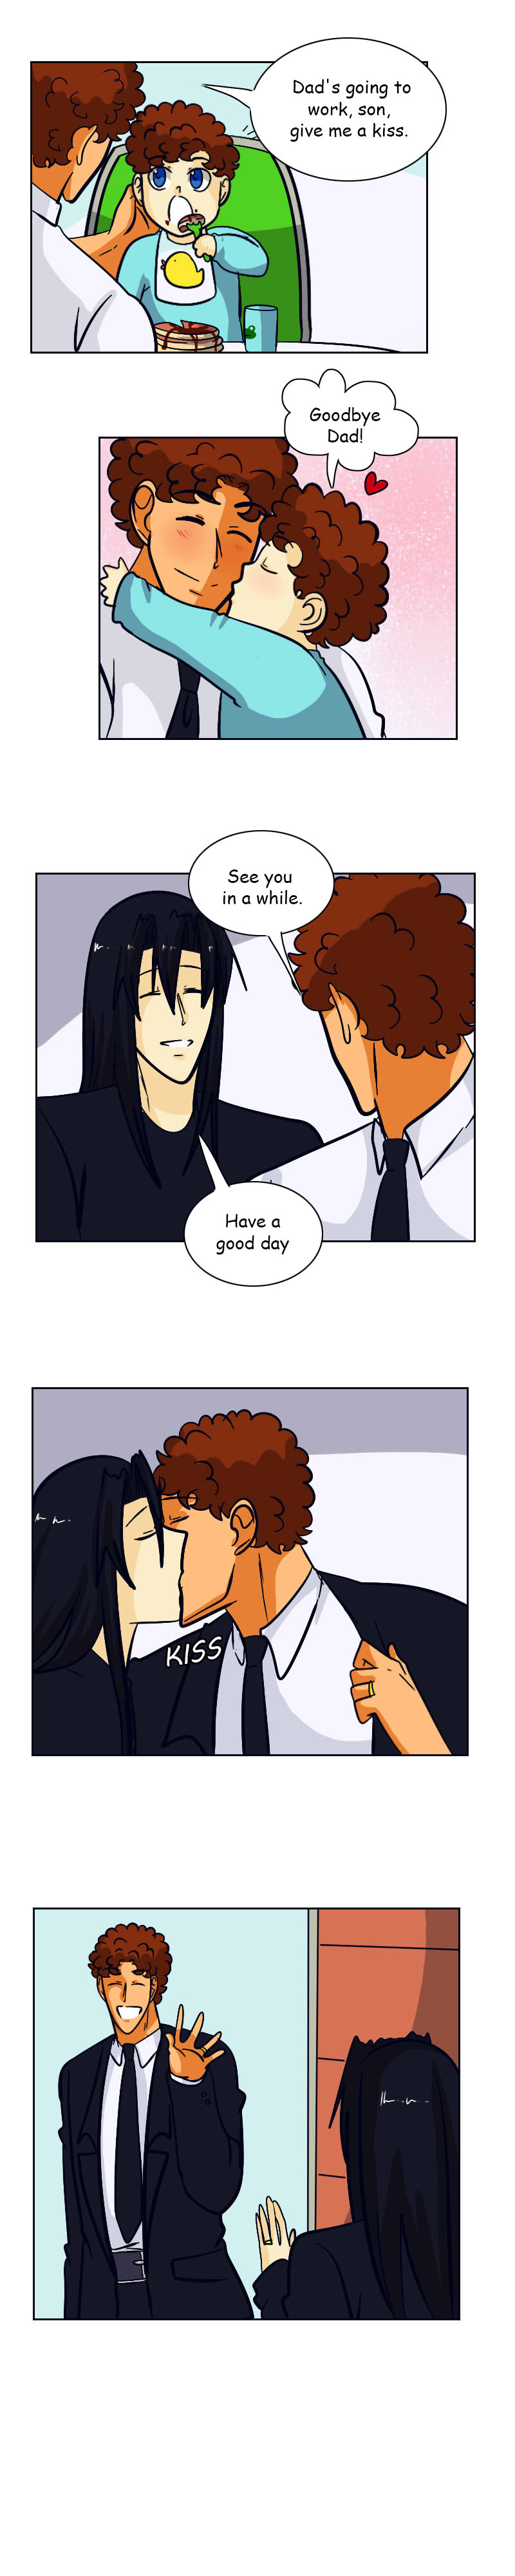 Dad's going to
work, son,
give me a kiss.
Goodbye
Dad!
See you
in a while.
Have a
good day
KISS